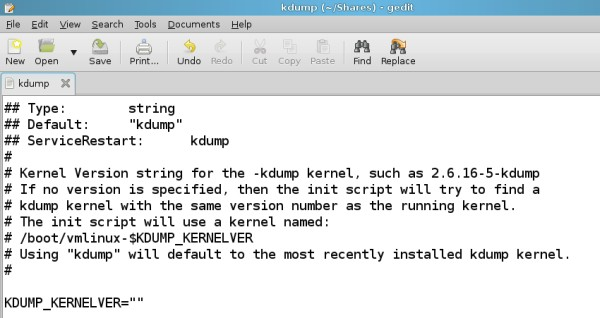 kdump (~/Shares) - gedit
File Edit View Search Tools Documents Help
New Open Save Print... Undo Redo Cut Copy Paste Find Replace
kdump
## Type:        string
## Default:     "kdump"
## ServiceRestart:      kdump
#
# Kernel Version string for the -kdump kernel, such as 2.6.16-5-kdump
# If no version is specified, then the init script will try to find a
# kdump kernel with the same version number as the running kernel.
# The init script will use a kernel named:
# /boot/vmlinux-$KDUMP_KERNELVER
# Using "kdump" will default to the most recently installed kdump kernel.
#
KDUMP_KERNELVER=""